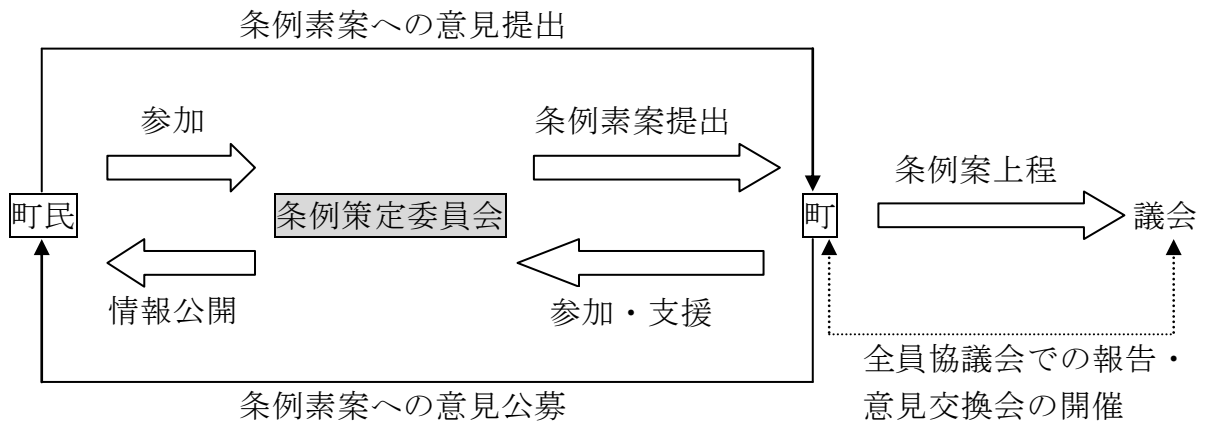 条例素案への意見提出
参加
条例素案提出
条例案上程
町民
条例策定委員会
町
議会
情報公開
参加・支援
全員協議会での報告・
意見交換会の開催
条例素案への意見公募